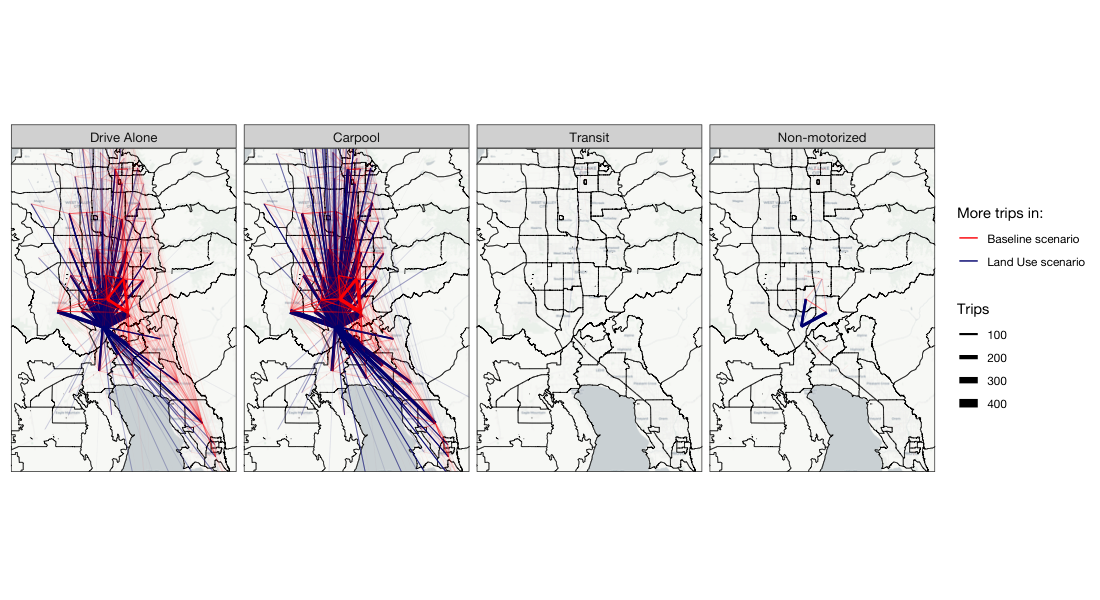 Drive Alone
Carpool
Transit
Non-motorized
More trips in:
Baseline scenario
Land Use scenario
Trips
100
200
300
400